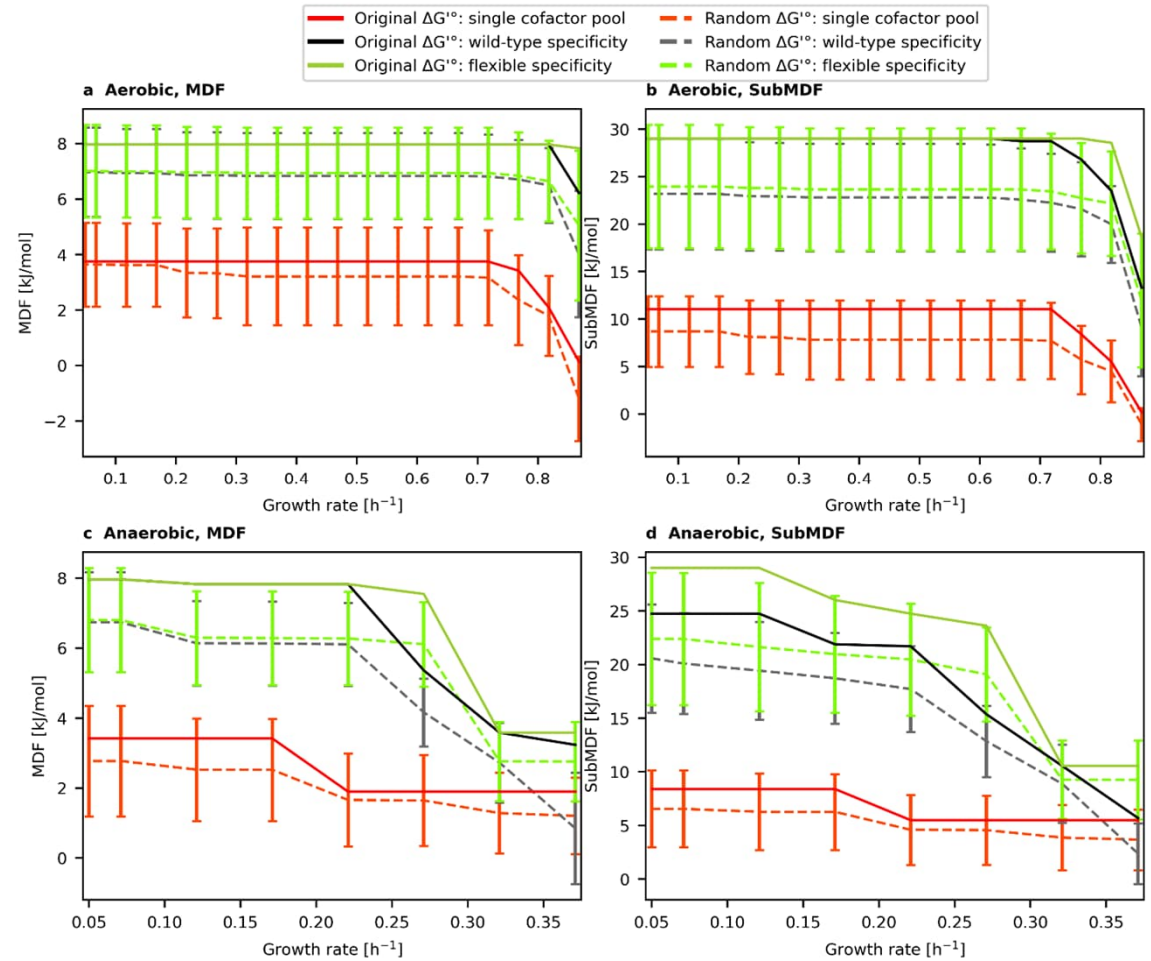 Original ΔG'°: single cofactor pool
Original ΔG'°: wild-type specificity
Original ΔG'°: flexible specificity
Random ΔG'°: single cofactor pool
Random ΔG'°: wild-type specificity
Random ΔG'°: flexible specificity
a Aerobic, MDF
MDF [kJ/mol]
8
6
4
2
0
−2
0.1 0.2 0.3 0.4 0.5 0.6 0.7 0.8
Growth rate [h⁻¹]
b Aerobic, SubMDF
SubMDF [kJ/mol]
30
25
20
15
10
5
0
0.1 0.2 0.3 0.4 0.5 0.6 0.7 0.8
Growth rate [h⁻¹]
c Anaerobic, MDF
MDF [kJ/mol]
8
6
4
2
0
0.05 0.10 0.15 0.20 0.25 0.30 0.35
Growth rate [h⁻¹]
d Anaerobic, SubMDF
SubMDF [kJ/mol]
30
25
20
15
10
5
0
0.05 0.10 0.15 0.20 0.25 0.30 0.35
Growth rate [h⁻¹]